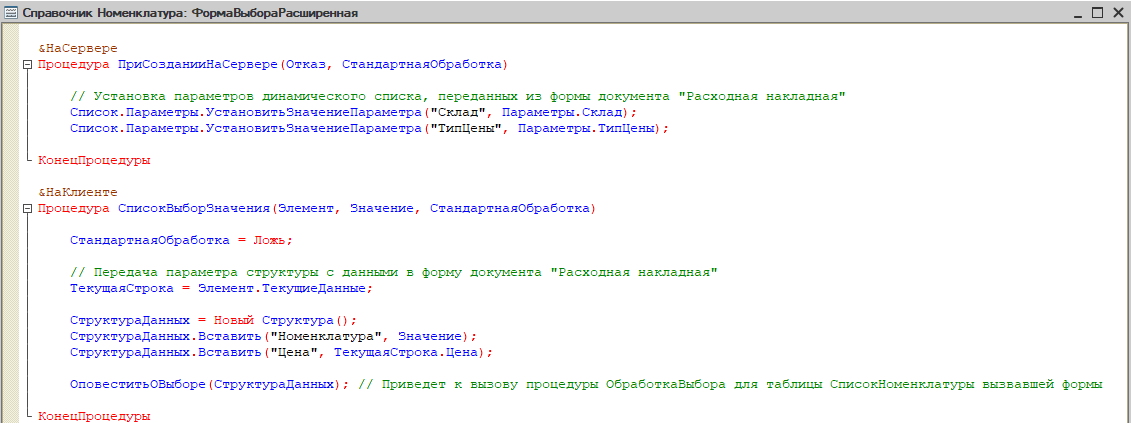 Справочник Номенклатура: ФормаВыбораРасширенная
&НаСервере
Процедура ПриСозданииНаСервере(Отказ, СтандартнаяОбработка)
// Установка параметров динамического списка, переданных из формы документа "Расходная накладная"
Список.Параметры.УстановитьЗначениеПараметра("Склад", Параметры.Склад);
Список.Параметры.УстановитьЗначениеПараметра("ТипЦены", Параметры.ТипЦены);
КонецПроцедуры
&НаКлиенте
Процедура СписокВыборЗначения(Элемент, Значение, СтандартнаяОбработка)
СтандартнаяОбработка = Ложь;
// Передача параметра структуры с данными в форму документа "Расходная накладная"
ТекущаяСтрока = Элемент.ТекущиеДанные;
СтруктураДанных = Новый Структура();
СтруктураДанных.Вставить("Номенклатура", Значение);
СтруктураДанных.Вставить("Цена", ТекущаяСтрока.Цена);
ОповеститьОВыборе(СтруктураДанных); // Приведет к вызову процедуры ОбработкаВыбора для таблицы СписокНоменклатуры вызвавшей формы
КонецПроцедуры